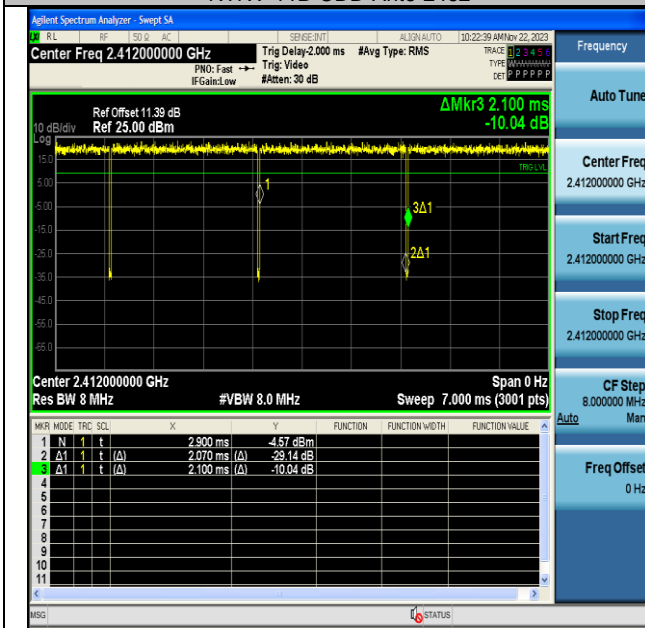 Agilent Spectrum Analyzer - Swept SA
LXI RL RF 50 Ω AC SENSE:INT ALIGN AUTO 10:22:39 AM Nov 22, 2023
Center Freq 2.412000000 GHz
PNO: Fast
IFGain:Low
Trig Delay-2.000 ms
Trig: Video
#Atten: 30 dB
#Avg Type: RMS
TRACE 1 2 3 4 5 6
TYPE
DET P P P P P
Frequency
Auto Tune
Center Freq
2.412000000 GHz
Start Freq
2.412000000 GHz
Stop Freq
2.412000000 GHz
CF Step
8.000000 MHz
Auto Man
Freq Offset
0 Hz
ΔMkr3 2.100 ms
-10.04 dB
Ref Offset 11.39 dB
10 dB/div Ref 25.00 dBm
Log
15.0
TRIG LVL
5.00
1
-5.00
3Δ1
-15.0
-25.0
2Δ1
-35.0
-45.0
-55.0
-65.0
Center 2.412000000 GHz Span 0 Hz
Res BW 8 MHz #VBW 8.0 MHz Sweep 7.000 ms (3001 pts)
MKR MODE TRC SCL X Y FUNCTION FUNCTION WIDTH FUNCTION VALUE
1 N 1 t 2.900 ms -4.57 dBm
2 Δ1 1 t (Δ) 2.070 ms (Δ) -29.14 dB
3 Δ1 1 t (Δ) 2.100 ms (Δ) -10.04 dB
4
5
6
7
8
9
10
11
MSG STATUS